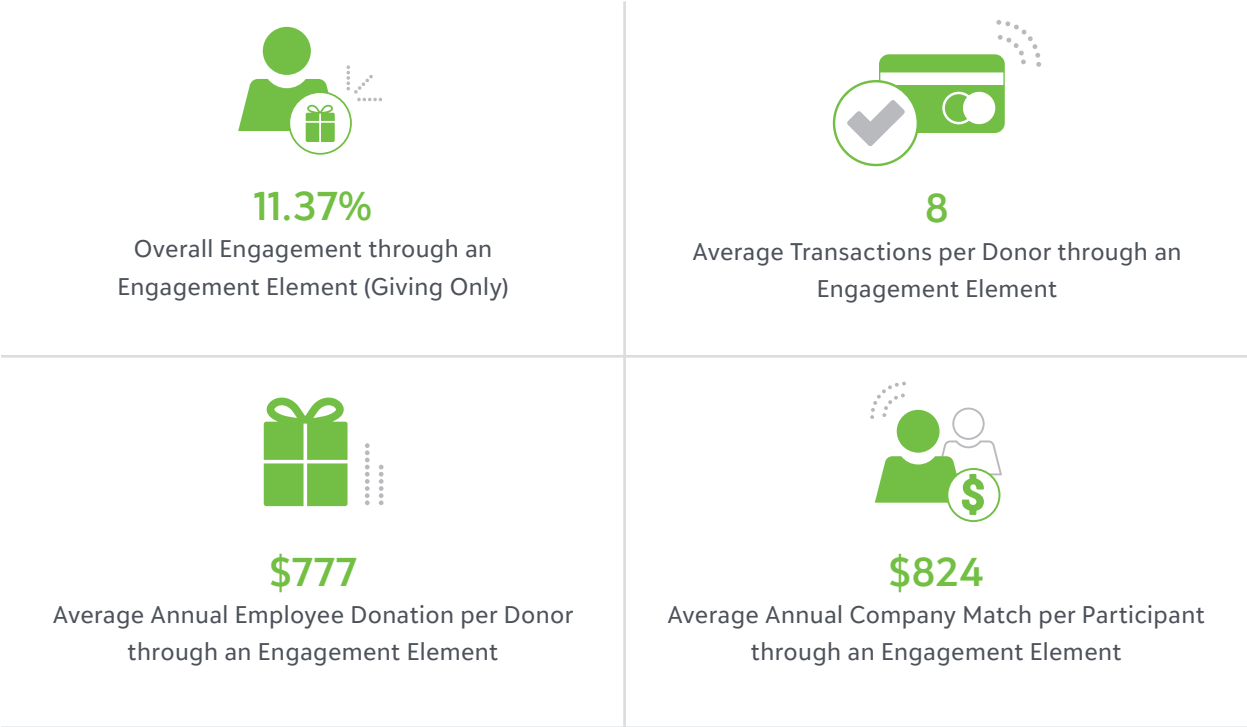 11.37%
Overall Engagement through an
Engagement Element (Giving Only)
8
Average Transactions per Donor through an
Engagement Element
$777
Average Annual Employee Donation per Donor
through an Engagement Element
$
$824
Average Annual Company Match per Participant
through an Engagement Element